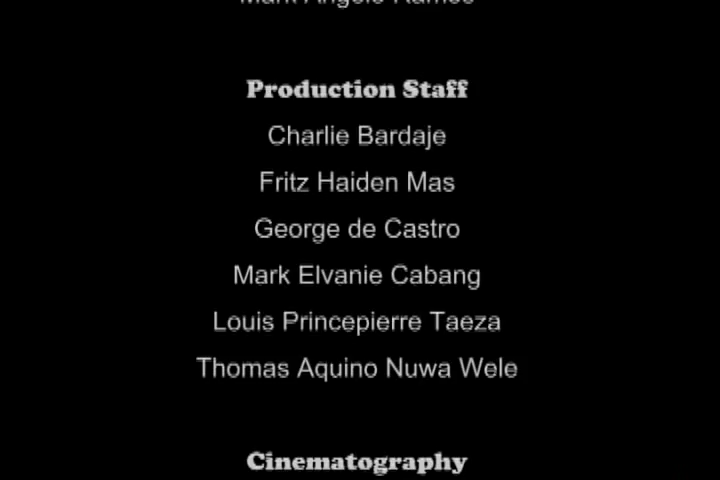 Mark Angelo Ramos
Production Staff
Charlie Bardaje
Fritz Haiden Mas
George de Castro
Mark Elvanie Cabang
Louis Princepierre Taeza
Thomas Aquino Nuwa Wele
Cinematography